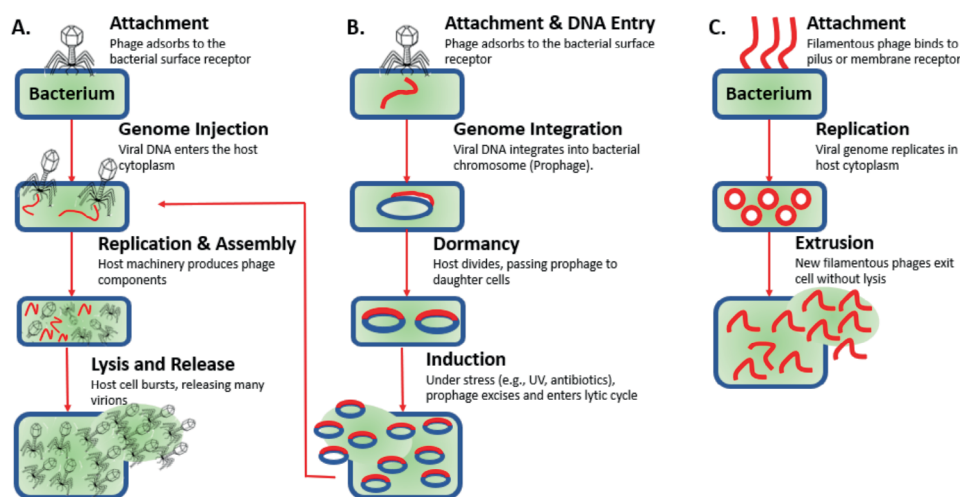 A.
Attachment
Phage adsorbs to the
bacterial surface receptor
Bacterium
Genome Injection
Viral DNA enters the host
cytoplasm
Replication & Assembly
Host machinery produces phage
components
Lysis and Release
Host cell bursts, releasing many
virions
B.
Attachment & DNA Entry
Phage adsorbs to the bacterial surface
receptor
Genome Integration
Viral DNA integrates into bacterial
chromosome (Prophage).
Dormancy
Host divides, passing prophage to
daughter cells
Induction
Under stress (e.g., UV, antibiotics),
prophage excises and enters lytic cycle
C.
Attachment
Filamentous phage binds to
pilus or membrane receptor
Bacterium
Replication
Viral genome replicates in
host cytoplasm
Extrusion
New filamentous phages exit
cell without lysis